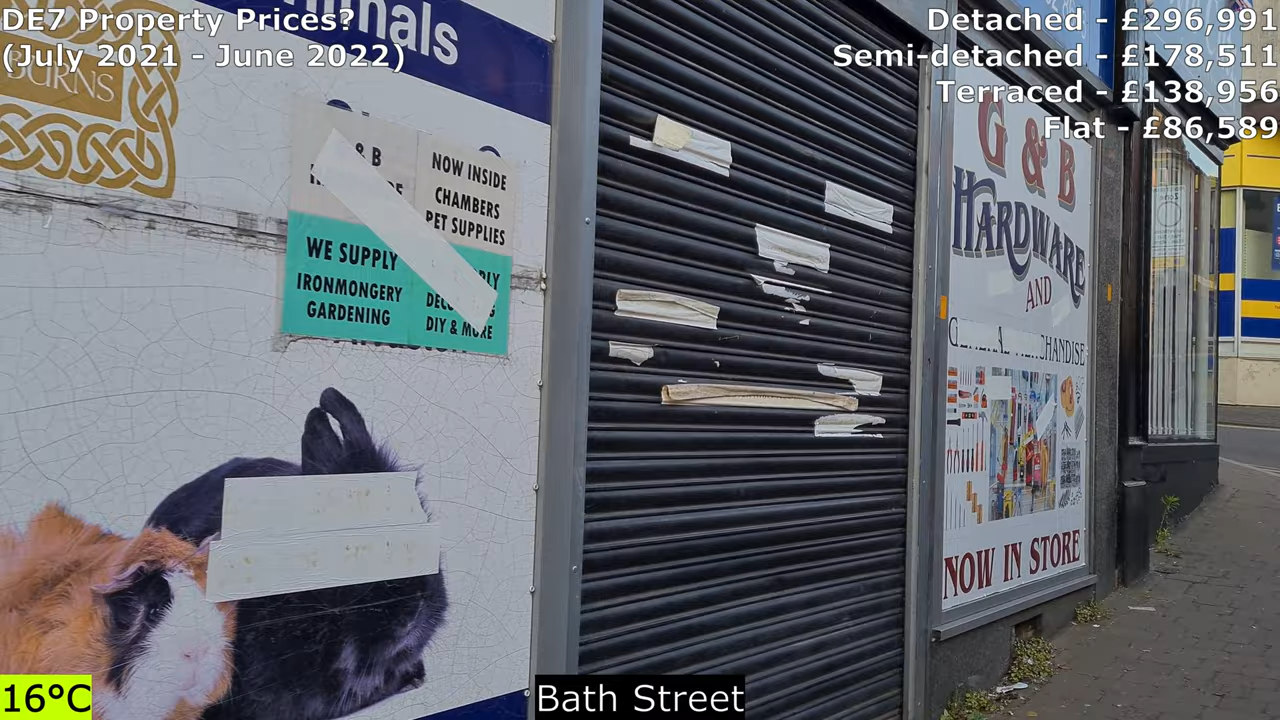 DE7 Property Prices?
(July 2021 - June 2022)
Detached - £296,991
Semi-detached - £178,511
Terraced - £138,956
Flat - £86,589
BURNS
& B
NOW INSIDE
CHAMBERS
PET SUPPLIES
WE SUPPLY
IRONMONGERY
GARDENING
DIY & MORE
G & B
HARDWARE
AND
NOW IN STORE
16°C
Bath Street